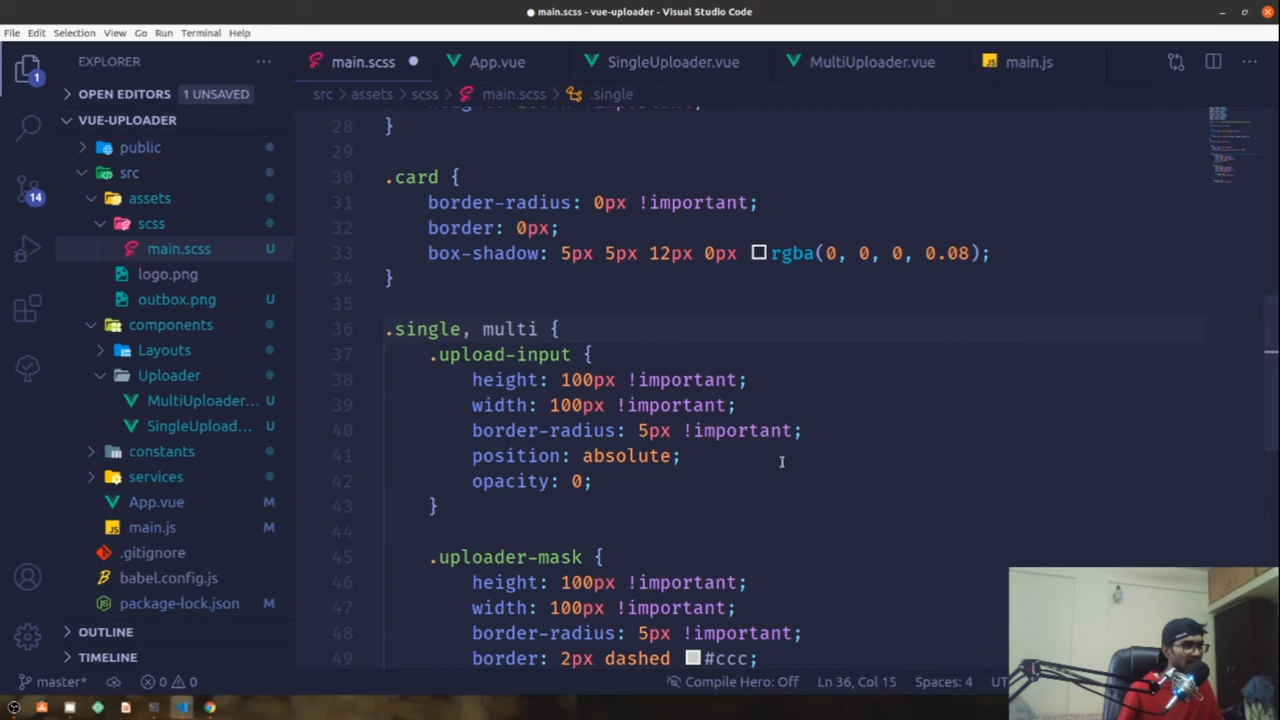 ● main.scss - vue-uploader - Visual Studio Code
File Edit Selection View Go Run Terminal Help
EXPLORER
main.scss ●
App.vue
SingleUploader.vue
MultiUploader.vue
JS main.js
1
OPEN EDITORS 1 UNSAVED
src > assets > scss > main.scss > .single
VUE-UPLOADER
public
src
assets
scss
main.scss U
logo.png
outbox.png U
components
Layouts
Uploader
MultiUploader... U
SingleUpload... U
constants
services
App.vue M
JS main.js M
.gitignore
babel.config.js
package-lock.json M
OUTLINE
TIMELINE
14
28 }
29
30 .card {
31 border-radius: 0px !important;
32 border: 0px;
33 box-shadow: 5px 5px 12px 0px rgba(0, 0, 0, 0.08);
34 }
35
36 .single, multi {
37 .upload-input {
38 height: 100px !important;
39 width: 100px !important;
40 border-radius: 5px !important;
41 position: absolute;
42 opacity: 0;
43 }
44
45 .uploader-mask {
46 height: 100px !important;
47 width: 100px !important;
48 border-radius: 5px !important;
49 border: 2px dashed #ccc;
master* 0 0 Compile Hero: Off Ln 36, Col 15 Spaces: 4